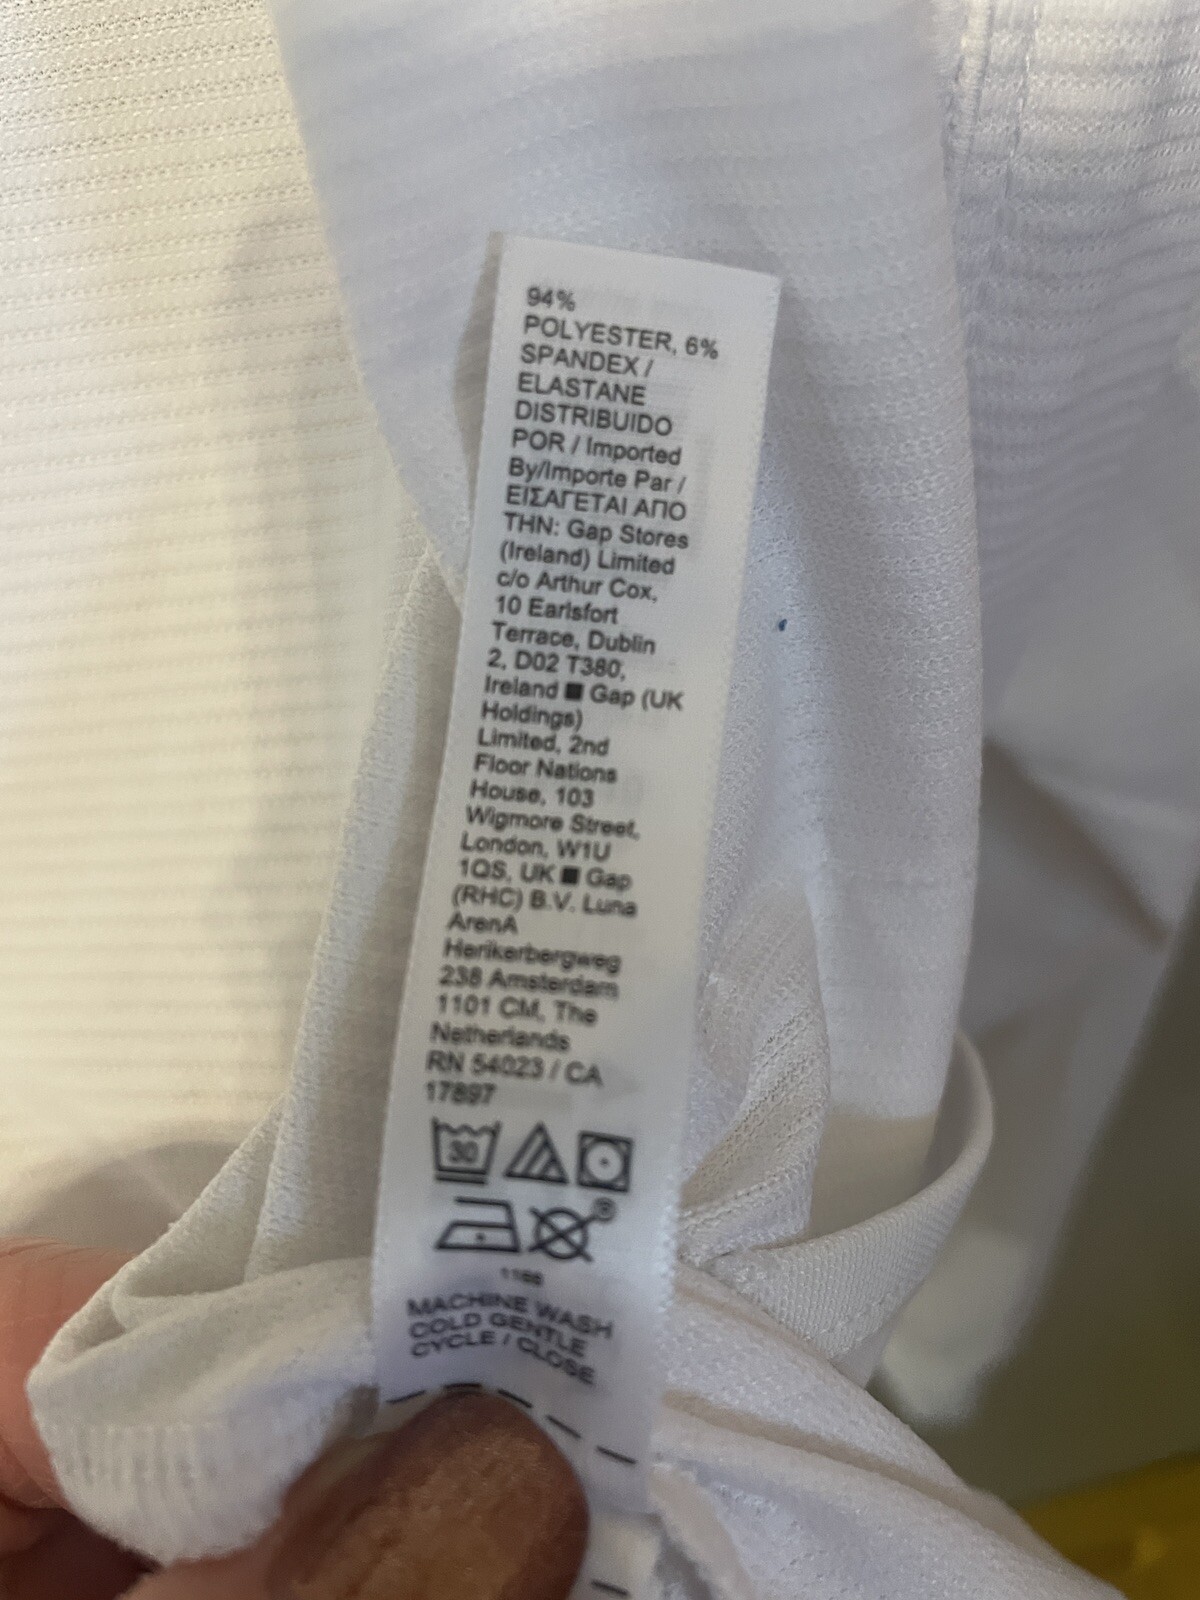 94%
POLYESTER, 6%
SPANDEX /
ELASTANE
DISTRIBUIDO
POR / Imported
By/Importe Par /
ΕΙΣΑΓΕΤΑΙ ΑΠΟ
THN: Gap Stores
(Ireland) Limited
c/o Arthur Cox,
10 Earlsfort
Terrace, Dublin
2, D02 T380,
Ireland ■ Gap (UK
Holdings)
Limited, 2nd
Floor Nations
House, 103
Wigmore Street,
London, W1U
1QS, UK ■ Gap
(RHC) B.V. Luna
ArenA
Herikerbergweg
238 Amsterdam
1101 CM, The
Netherlands
RN 54023 / CA
17897
30
MACHINE WASH
COLD GENTLE
CYCLE / CLOSE